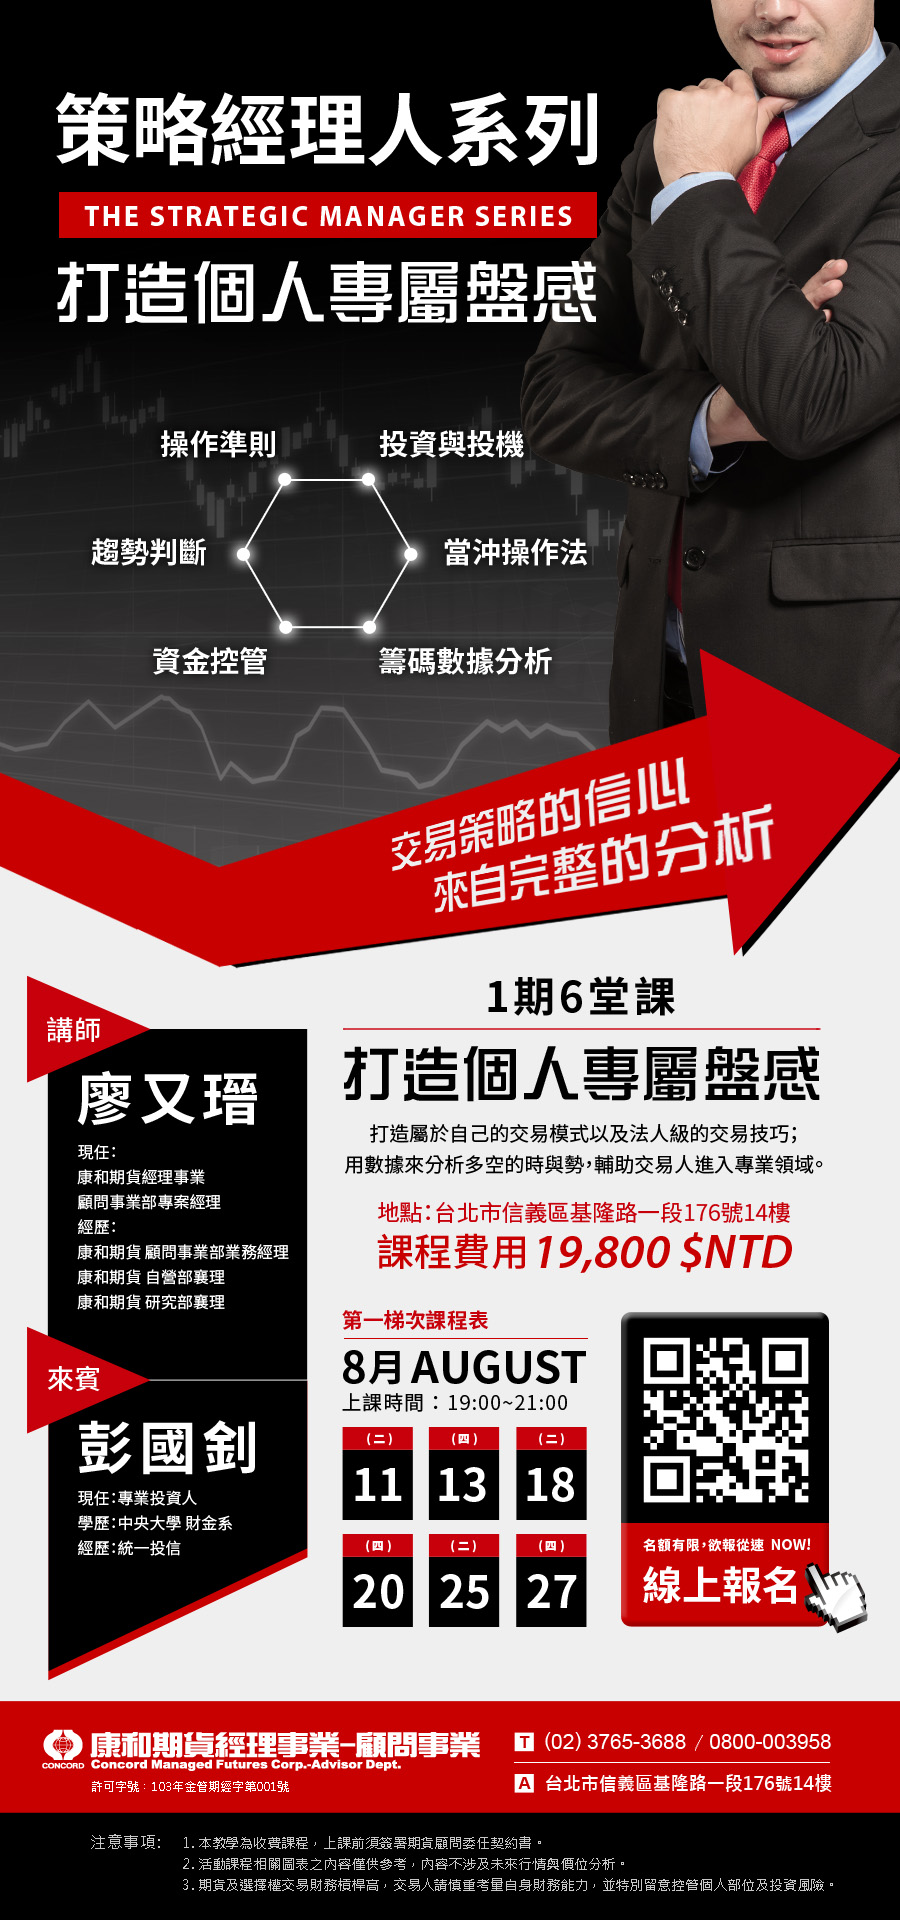 策略經理人系列
THE STRATEGIC MANAGER SERIES
打造個人專屬盤感
操作準則
投資與投機
趨勢判斷
當沖操作法
資金控管
籌碼數據分析
交易策略的信心
來自完整的分析
1期6堂課
打造個人專屬盤感
打造屬於自己的交易模式以及法人級的交易技巧;
用數據來分析多空的時與勢,輔助交易人進入專業領域。
地點:台北市信義區基隆路一段176號14樓
課程費用 19,800 $NTD
講師
廖又瑨
現任:
康和期貨經理事業
顧問事業部專案經理
經歷:
康和期貨 顧問事業部業務經理
康和期貨 自營部襄理
康和期貨 研究部襄理
來賓
彭國釗
現任:專業投資人
學歷:中央大學 財金系
經歷:統一投信
第一梯次課程表
8月 AUGUST
上課時間：19:00~21:00
(二) (四) (二)
11 13 18
(四) (二) (四)
20 25 27
名額有限,欲報從速 NOW!
線上報名
CONCORD
康和期貨經理事業-顧問事業
Concord Managed Futures Corp.-Advisor Dept.
許可字號：103年金管期經字第001號
T (02) 3765-3688 / 0800-003958
A 台北市信義區基隆路一段176號14樓
注意事項:
1. 本教學為收費課程，上課前須簽署期貨顧問委任契約書。
2. 活動課程相關圖表之內容僅供參考，內容不涉及未來行情與價位分析。
3. 期貨及選擇權交易財務槓桿高，交易人請慎重考量自身財務能力，並特別留意控管個人部位及投資風險。